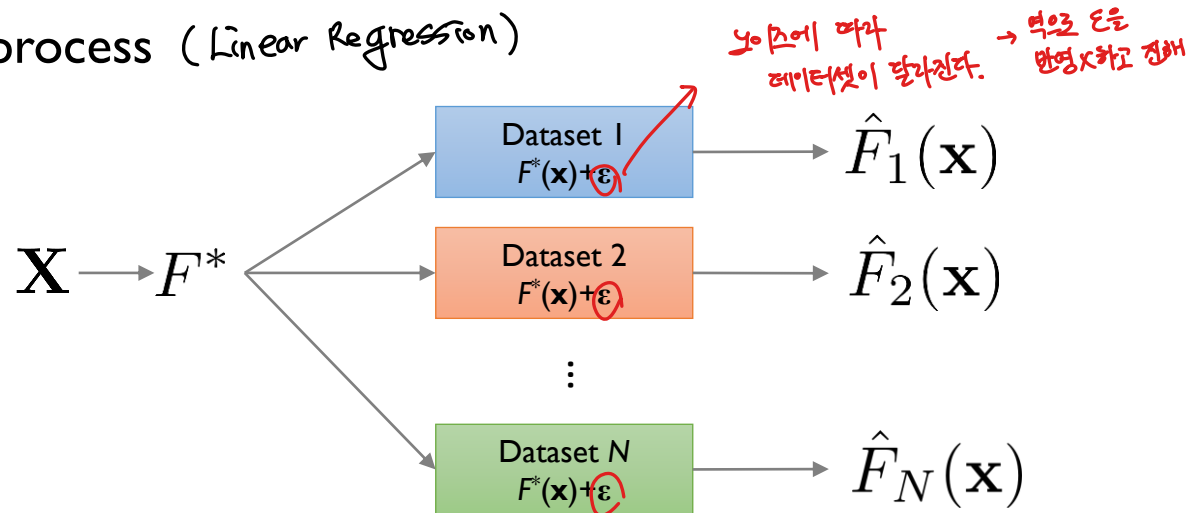 process (Linear Regression)
노이즈에 따라
데이터셋이 달라진다.
→ 역으로 ε을
반영X하고 진해
Dataset 1
F*(x)+ε
F̂₁(x)
X → F*
Dataset 2
F*(x)+ε
F̂₂(x)
⋮
Dataset N
F*(x)+ε
F̂_N(x)